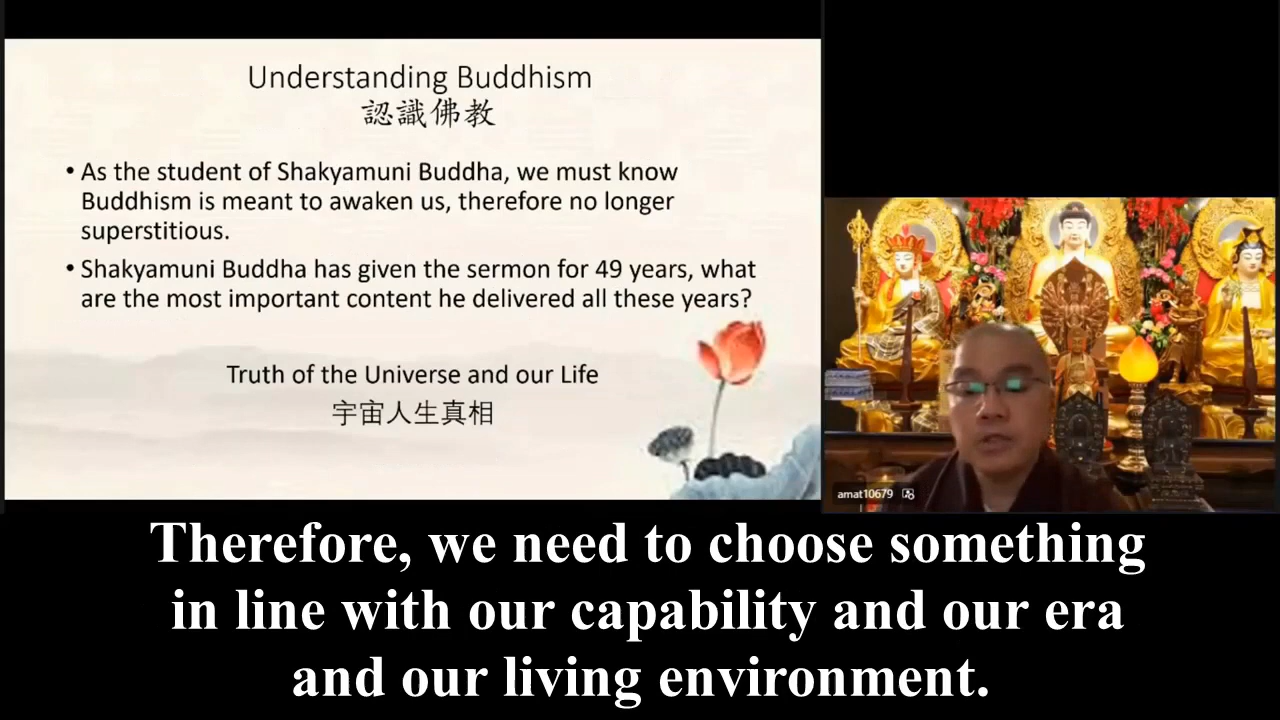 Understanding Buddhism
認識佛教
• As the student of Shakyamuni Buddha, we must know
Buddhism is meant to awaken us, therefore no longer
superstitious.
• Shakyamuni Buddha has given the sermon for 49 years, what
are the most important content he delivered all these years?
Truth of the Universe and our Life
宇宙人生真相
amat10679
Therefore, we need to choose something
in line with our capability and our era
and our living environment.